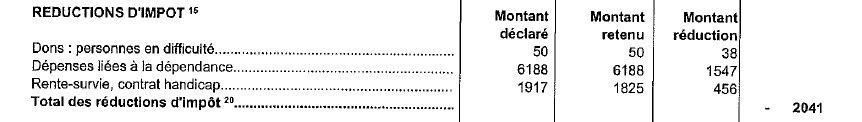 REDUCTIONS D'IMPOT 15 Montant déclaré Montant retenu Montant réduction
Dons : personnes en difficulté 50 50 38
Dépenses liées à la dépendance 6188 6188 1547
Rente-survie, contrat handicap 1917 1825 456
Total des réductions d'impôt 20 - 2041